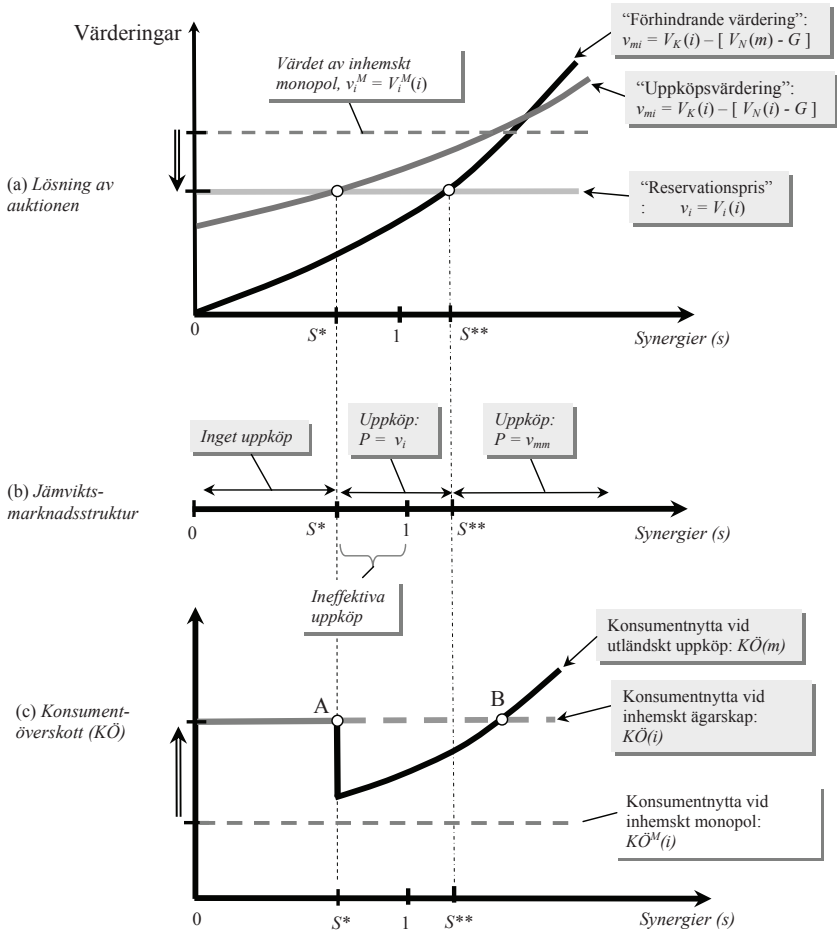 Värderingar
“Förhindrande värdering”:
v_mi = V_K(i) – [ V_N(m) - G ]
Värdet av inhemskt
monopol, v_i^M = V_i^M(i)
“Uppköpsvärdering”:
v_mi = V_K(i) – [ V_N(i) - G ]
(a) Lösning av
auktionen
“Reservationspris”
: v_i = V_i(i)
0
S* 1 S**
Synergier (s)
Inget uppköp
Uppköp:
P = v_i
Uppköp:
P = v_mm
(b) Jämvikts-
marknadsstruktur
0 S* 1 S** Synergier (s)
Ineffektiva
uppköp
Konsumentnytta vid
utländskt uppköp: KÖ(m)
A B
(c) Konsument-
överskott (KÖ)
Konsumentnytta vid
inhemskt ägarskap:
KÖ(i)
Konsumentnytta vid
inhemskt monopol:
KÖ^M(i)
0 S* 1 S** Synergier (s)